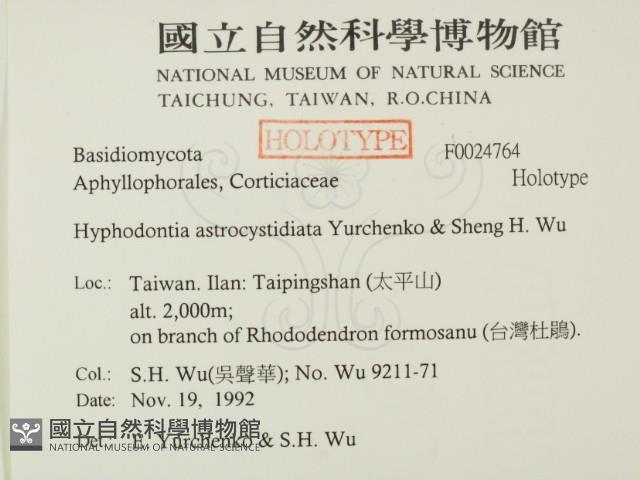 國立自然科學博物館
NATIONAL MUSEUM OF NATURAL SCIENCE
TAICHUNG, TAIWAN, R.O.CHINA
HOLOTYPE
Basidiomycota F0024764
Aphyllophorales, Corticiaceae Holotype
Hyphodontia astrocystidiata Yurchenko & Sheng H. Wu
Loc.: Taiwan. Ilan: Taipingshan (太平山)
alt. 2,000m;
on branch of Rhododendron formosanu (台灣杜鵑).
Col.: S.H. Wu(吳聲華); No. Wu 9211-71
Date: Nov. 19, 1992
國立自然科學博物館
NATIONAL MUSEUM OF NATURAL SCIENCE
Det.: E. Yurchenko & S.H. Wu